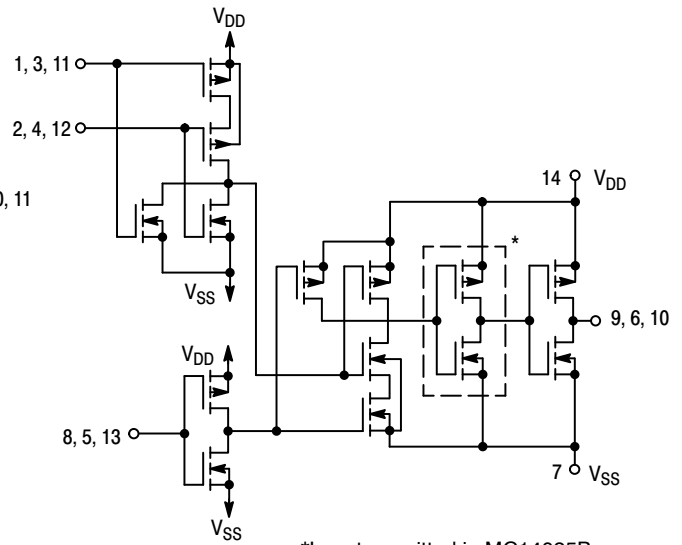 V_DD
1, 3, 11
2, 4, 12
14 V_DD
, 11
*
V_SS
9, 6, 10
V_DD
8, 5, 13
7 V_SS
V_SS